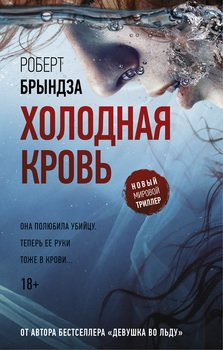 РОБЕРТ
БРЫНДЗА
ХОЛОДНАЯ
КРОВЬ
НОВЫЙ
МИРОВОЙ
ТРИЛЛЕР
ОНА ПОЛЮБИЛА УБИЙЦУ.
ТЕПЕРЬ ЕЕ РУКИ
ТОЖЕ В КРОВИ...
18+
ОТ АВТОРА БЕСТСЕЛЛЕРА «ДЕВУШКА ВО ЛЬДУ»